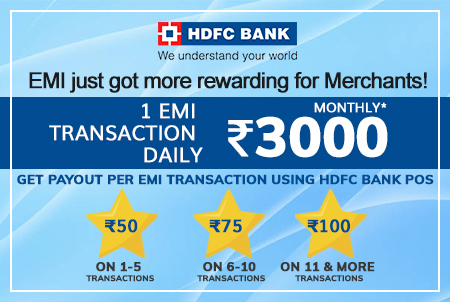 HDFC BANK
We understand your world
EMI just got more rewarding for Merchants!
1 EMI
TRANSACTION
DAILY
MONTHLY*
₹3000
GET PAYOUT PER EMI TRANSACTION USING HDFC BANK POS
₹50
ON 1-5
TRANSACTIONS
₹75
ON 6-10
TRANSACTIONS
₹100
ON 11 & MORE
TRANSACTIONS